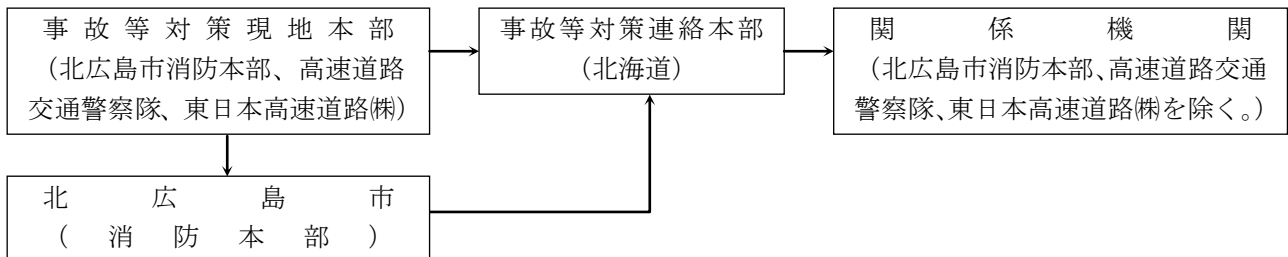 事故等対策現地本部
（北広島市消防本部、高速道路
交通警察隊、東日本高速道路㈱）
事故等対策連絡本部
（北海道）
関係機関
（北広島市消防本部、高速道路交通
警察隊、東日本高速道路㈱を除く。）
北広島市
（消防本部）